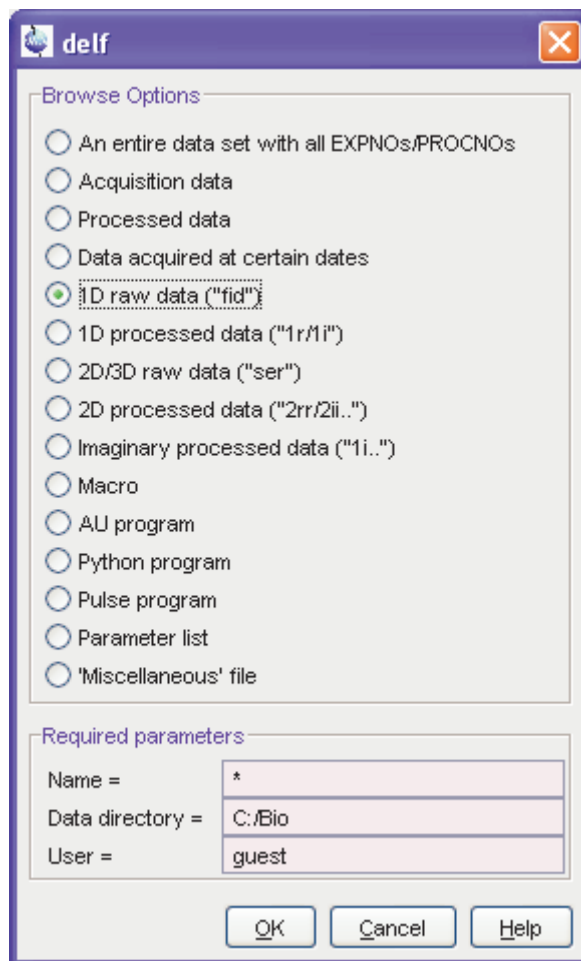 delf
Browse Options
An entire data set with all EXPNOs/PROCNOs
Acquisition data
Processed data
Data acquired at certain dates
1D raw data ("fid")
1D processed data ("1r/1i")
2D/3D raw data ("ser")
2D processed data ("2rr/2ii..")
Imaginary processed data ("1i..")
Macro
AU program
Python program
Pulse program
Parameter list
'Miscellaneous' file
Required parameters
Name = *
Data directory = C:/Bio
User = guest
OK Cancel Help